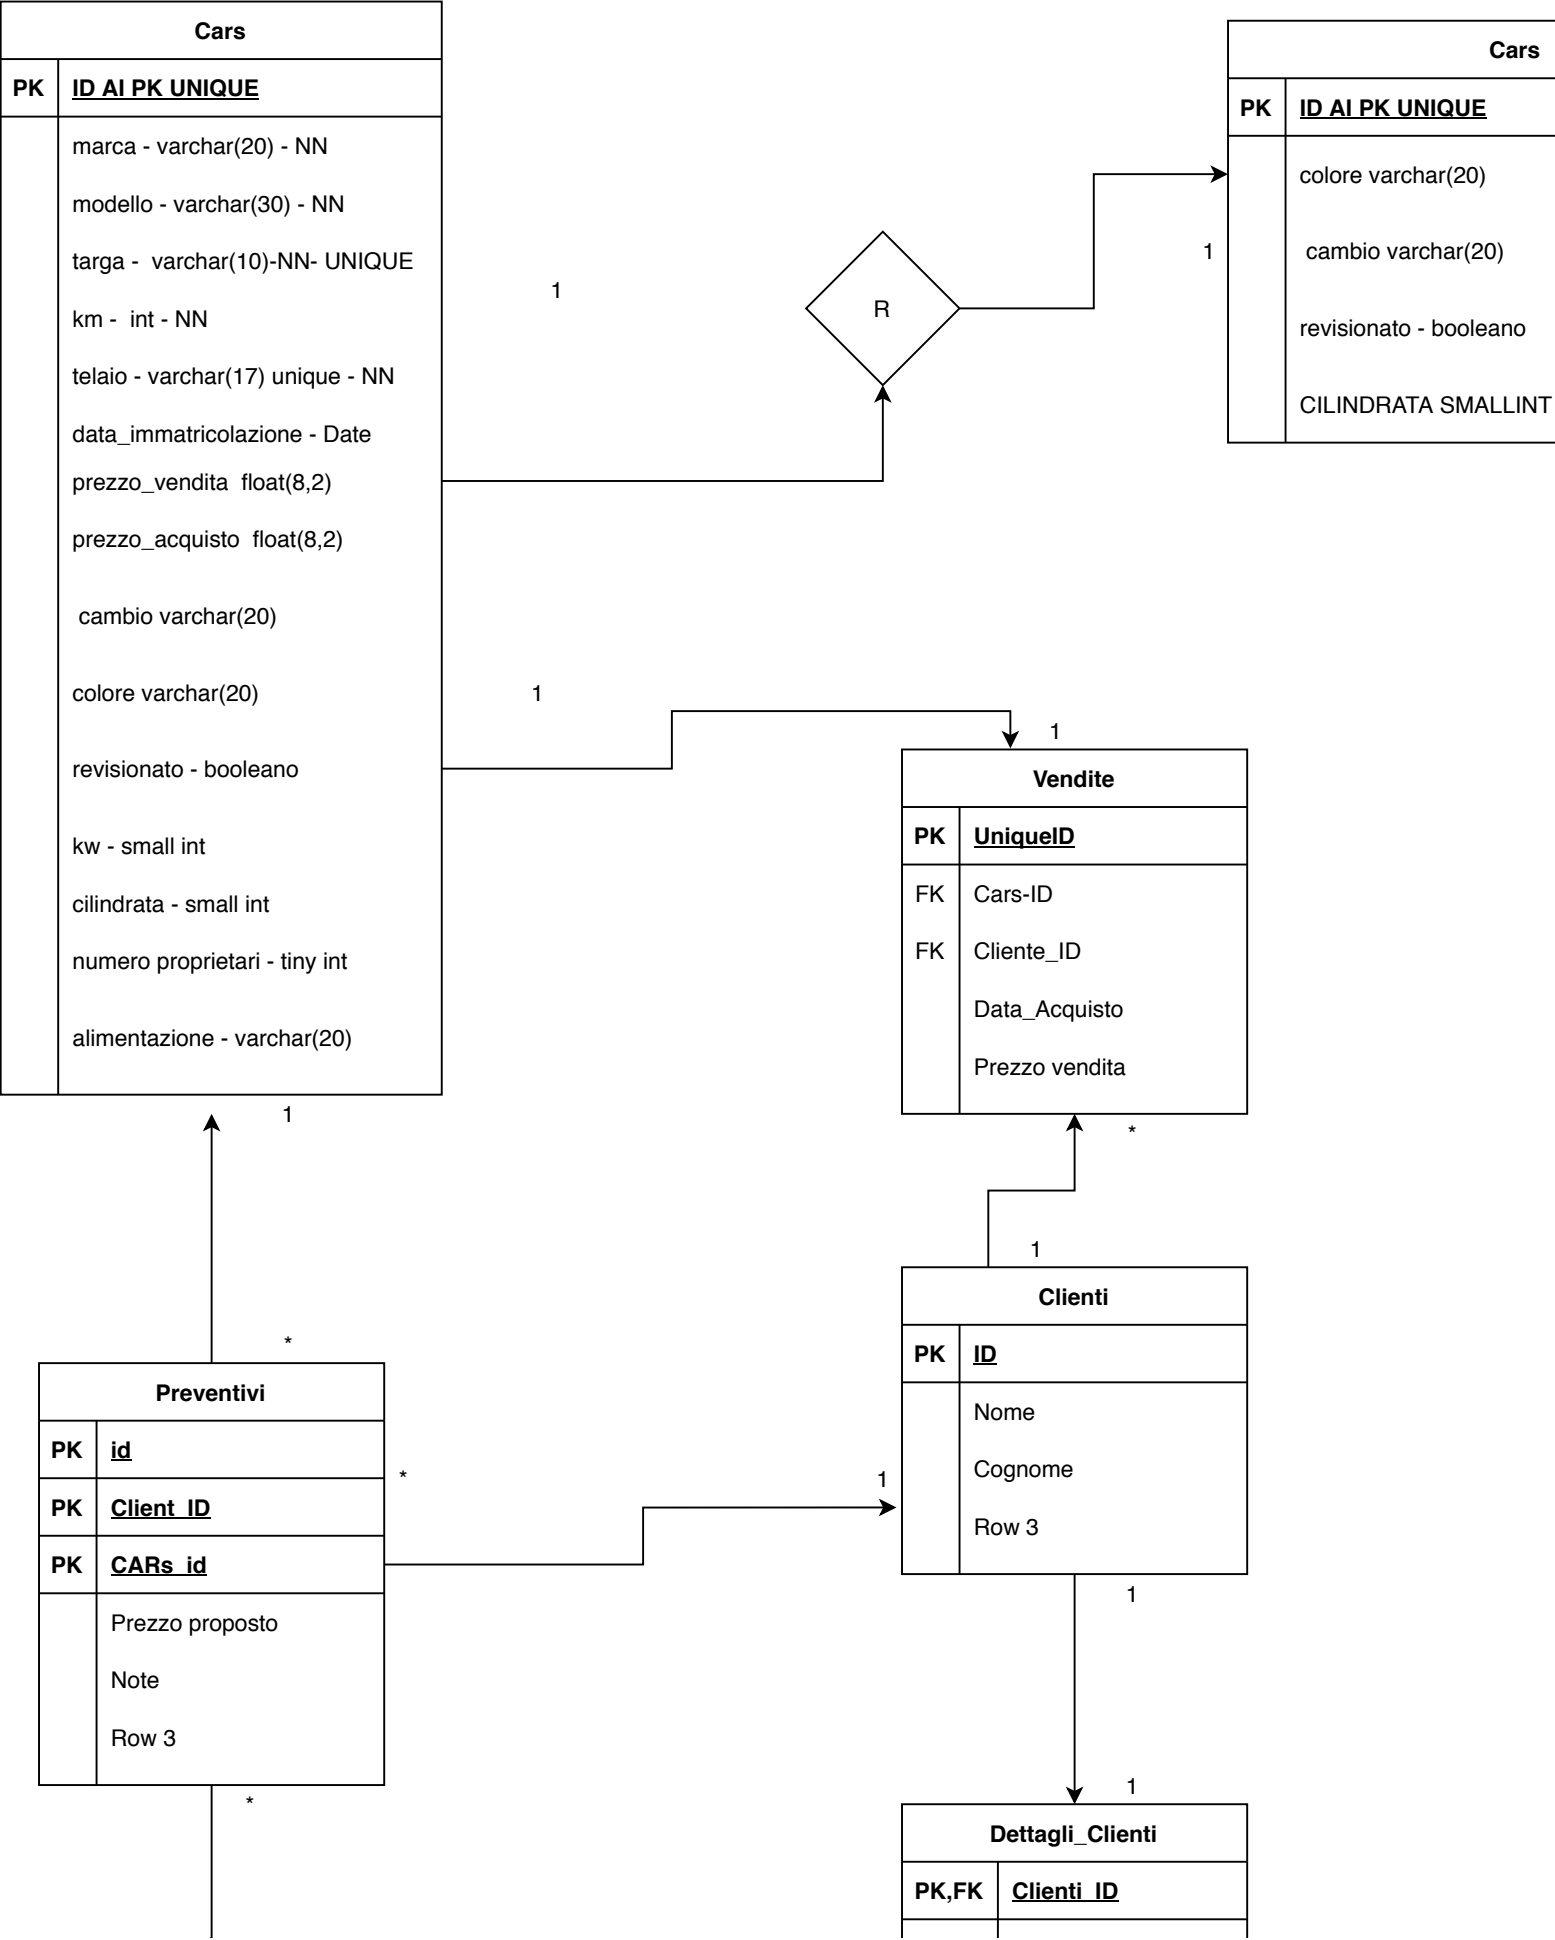 Cars
PK ID AI PK UNIQUE
marca - varchar(20) - NN
modello - varchar(30) - NN
targa -  varchar(10)-NN- UNIQUE
km -  int - NN
telaio - varchar(17) unique - NN
data_immatricolazione - Date
prezzo_vendita  float(8,2)
prezzo_acquisto  float(8,2)
cambio varchar(20)
colore varchar(20)
revisionato - booleano
kw - small int
cilindrata - small int
numero proprietari - tiny int
alimentazione - varchar(20)
1
R
1
Cars
PK ID AI PK UNIQUE
colore varchar(20)
cambio varchar(20)
revisionato - booleano
CILINDRATA SMALLINT
1
1
Vendite
PK UniqueID
FK Cars-ID
FK Cliente_ID
Data_Acquisto
Prezzo vendita
*
1
1
*
Clienti
PK ID
Nome
Cognome
Row 3
Preventivi
PK id
PK Client_ID
PK CARs_id
Prezzo proposto
Note
Row 3
*
1
*
1
1
Dettagli_Clienti
PK,FK Clienti_ID